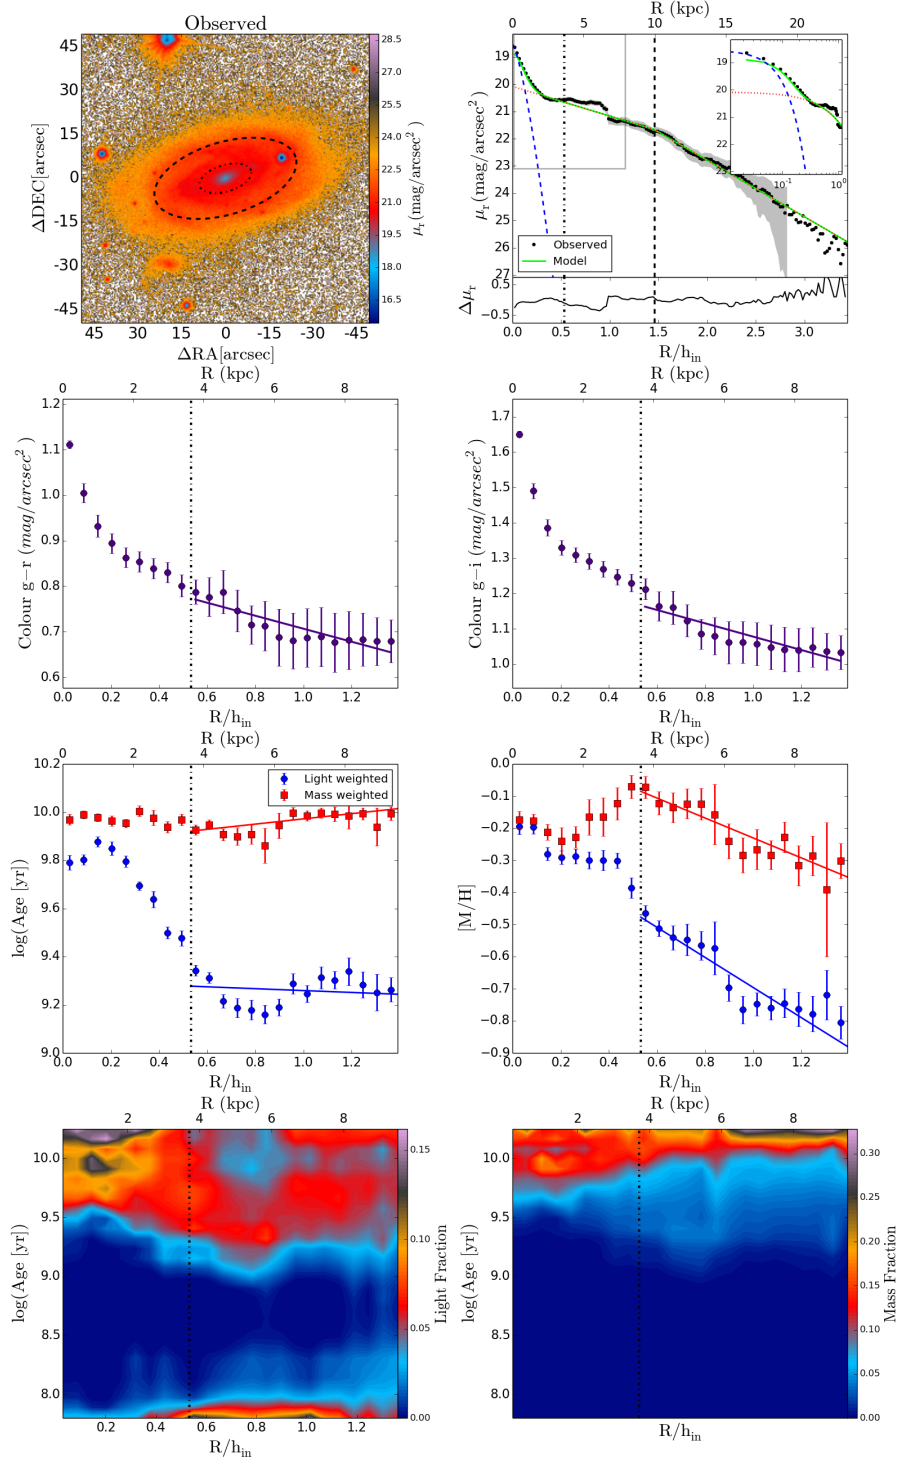 Observed
45
30
15
0
-15
-30
-45
45 30 15 0 -15 -30 -45
ΔDEC[arcsec]
ΔRA[arcsec]
28.5
27.0
25.5
24.0
22.5
21.0
19.5
18.0
16.5
μr (mag/arcsec²)
R (kpc)
0 5 10 15 20
19
20
21
22
23
24
25
26
27
μr (mag/arcsec²)
18
19
20
21
22
23
10⁻¹ 10⁰
Observed
Model
0.5
−0.5
Δμr
0.0 0.5 1.0 1.5 2.0 2.5 3.0
R/hin
R (kpc)
0 2 4 6 8
1.2
1.1
1.0
0.9
0.8
0.7
0.6
Colour g−r (mag/arcsec²)
0.0 0.2 0.4 0.6 0.8 1.0 1.2
R/hin
R (kpc)
0 2 4 6 8
1.7
1.6
1.5
1.4
1.3
1.2
1.1
1.0
Colour g−i (mag/arcsec²)
0.0 0.2 0.4 0.6 0.8 1.0 1.2
R/hin
R (kpc)
0 2 4 6 8
10.2
10.0
9.8
9.6
9.4
9.2
9.0
log(Age [yr])
Light weighted
Mass weighted
0.0 0.2 0.4 0.6 0.8 1.0 1.2
R/hin
R (kpc)
0 2 4 6 8
0.0
−0.1
−0.2
−0.3
−0.4
−0.5
−0.6
−0.7
−0.8
−0.9
[M/H]
0.0 0.2 0.4 0.6 0.8 1.0 1.2
R/hin
R (kpc)
2 4 6 8
10.0
9.5
9.0
8.5
8.0
log(Age [yr])
0.2 0.4 0.6 0.8 1.0 1.2
R/hin
0.15
0.10
0.05
0.00
Light Fraction
R (kpc)
2 4 6 8
10.0
9.5
9.0
8.5
8.0
log(Age [yr])
R/hin
0.30
0.25
0.20
0.15
0.10
0.05
0.00
Mass Fraction